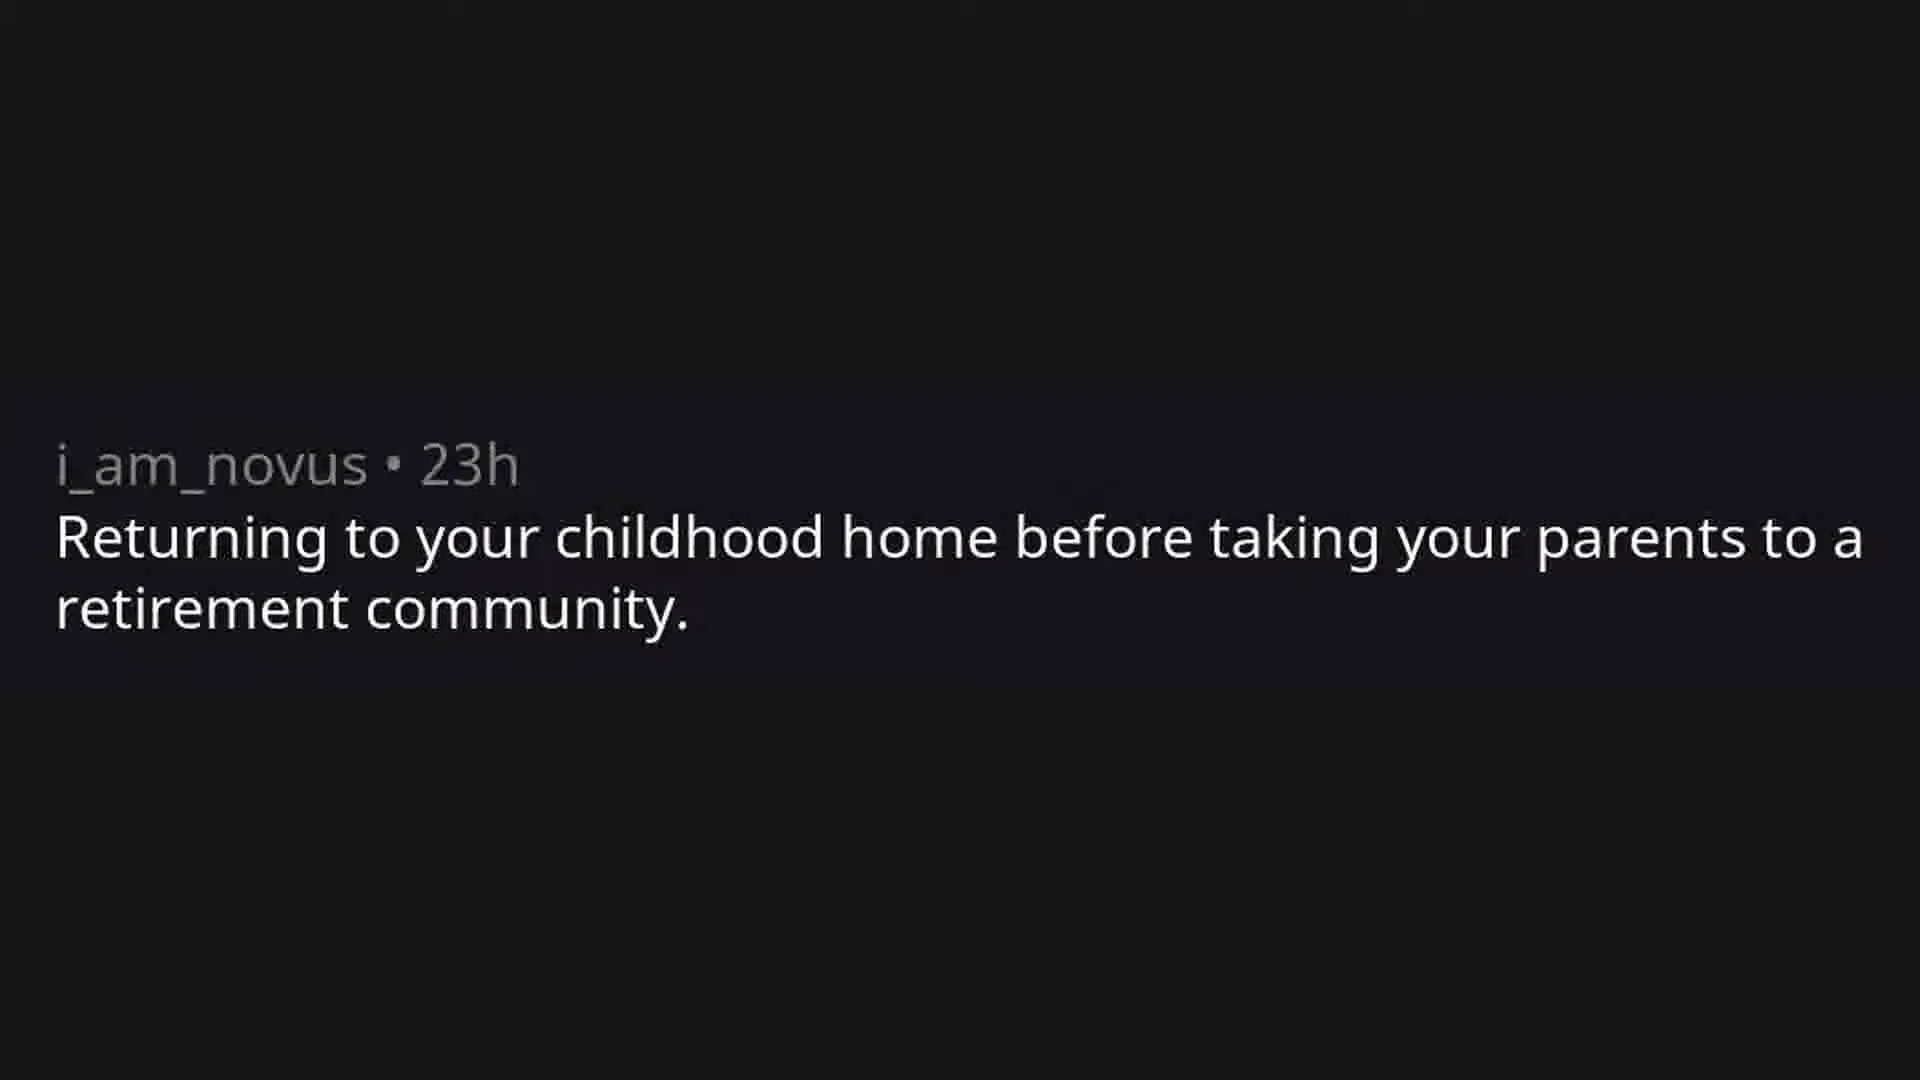 i_am_novus • 23h
Returning to your childhood home before taking your parents to a
retirement community.